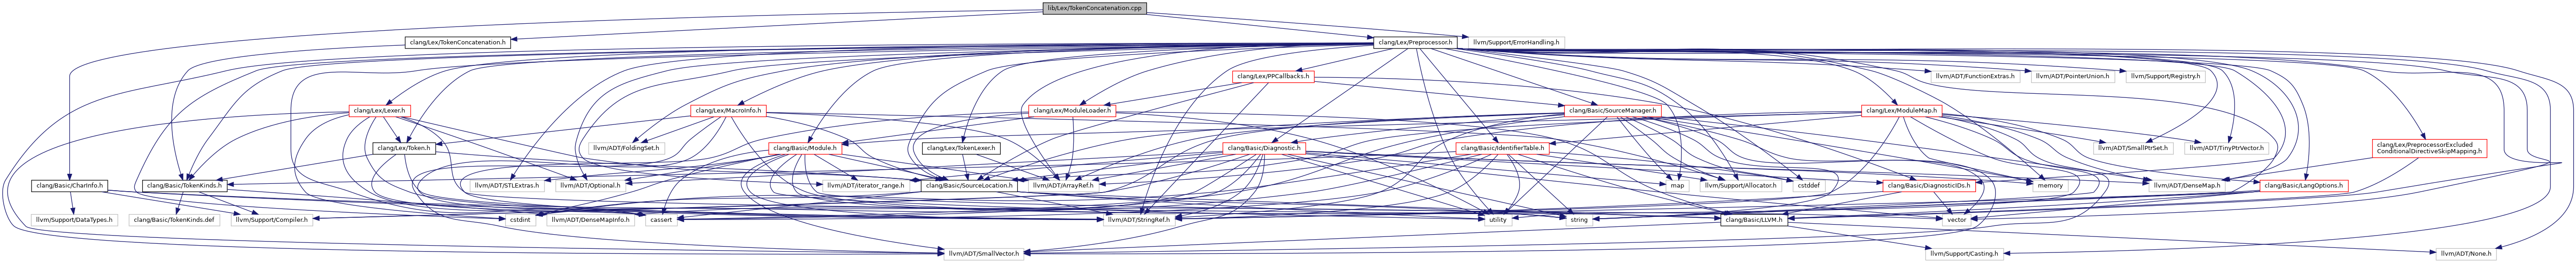 lib/Lex/TokenConcatenation.cpp
clang/Lex/TokenConcatenation.h
clang/Lex/Preprocessor.h
llvm/Support/ErrorHandling.h
clang/Lex/PPCallbacks.h
llvm/ADT/FunctionExtras.h
llvm/ADT/PointerUnion.h
llvm/Support/Registry.h
clang/Lex/Lexer.h
clang/Lex/MacroInfo.h
clang/Lex/ModuleLoader.h
clang/Basic/SourceManager.h
clang/Lex/ModuleMap.h
llvm/ADT/FoldingSet.h
clang/Lex/Token.h
clang/Basic/Module.h
clang/Lex/TokenLexer.h
clang/Basic/Diagnostic.h
clang/Basic/IdentifierTable.h
llvm/ADT/SmallPtrSet.h
llvm/ADT/TinyPtrVector.h
clang/Lex/PreprocessorExcluded
ConditionalDirectiveSkipMapping.h
clang/Basic/CharInfo.h
clang/Basic/TokenKinds.h
llvm/ADT/STLExtras.h
llvm/ADT/Optional.h
llvm/ADT/iterator_range.h
clang/Basic/SourceLocation.h
llvm/ADT/ArrayRef.h
map
llvm/Support/Allocator.h
cstddef
clang/Basic/DiagnosticIDs.h
memory
llvm/ADT/DenseMap.h
clang/Basic/LangOptions.h
llvm/Support/DataTypes.h
clang/Basic/TokenKinds.def
llvm/Support/Compiler.h
cstdint
llvm/ADT/DenseMapInfo.h
cassert
llvm/ADT/StringRef.h
utility
string
clang/Basic/LLVM.h
vector
llvm/ADT/SmallVector.h
llvm/Support/Casting.h
llvm/ADT/None.h